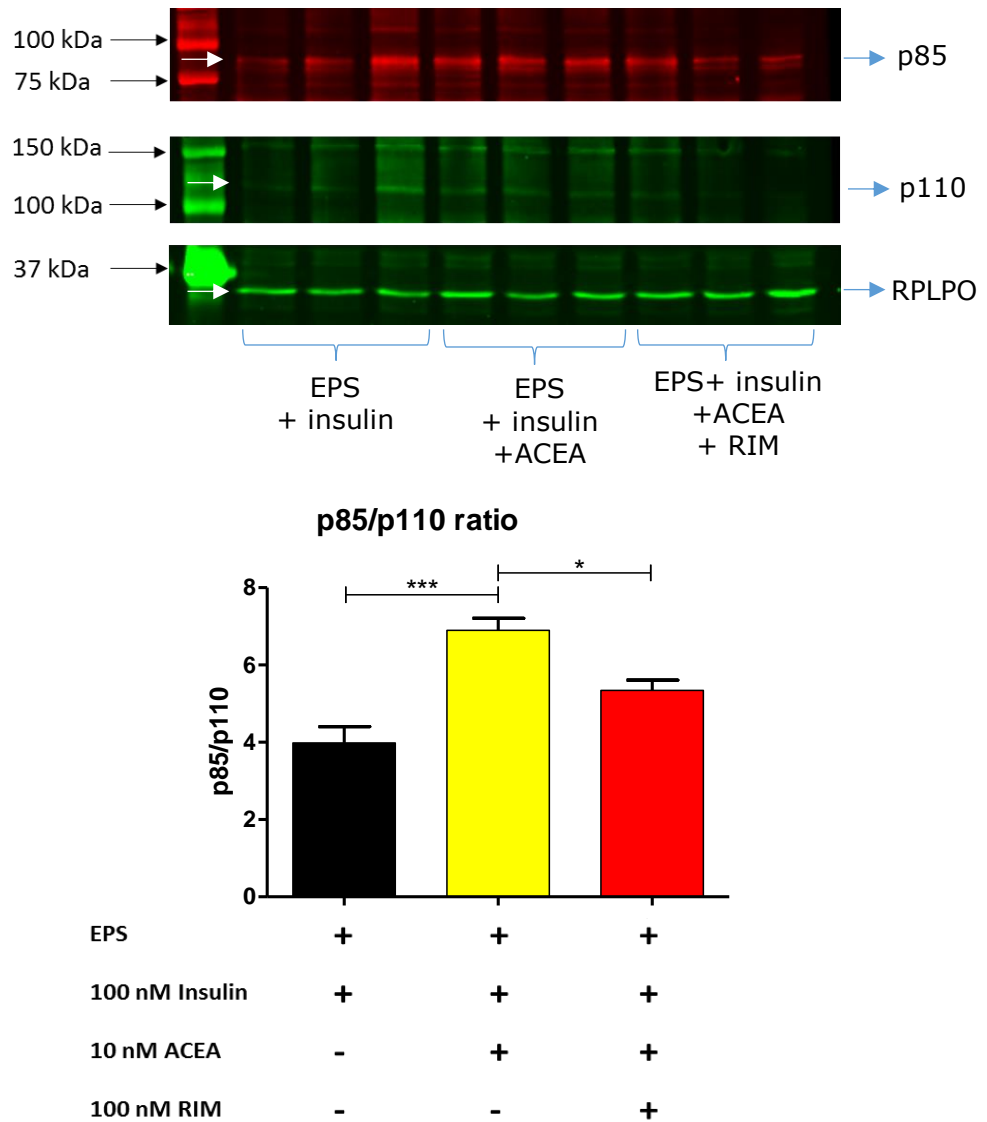 100 kDa
p85
75 kDa
150 kDa
p110
100 kDa
37 kDa
RPLPO
EPS
+ insulin
EPS
+ insulin
+ACEA
EPS+ insulin
+ACEA
+ RIM
p85/p110 ratio
*
***
8
6
4
2
0
p85/p110
EPS + + +
100 nM Insulin + + +
10 nM ACEA - + +
100 nM RIM - - +